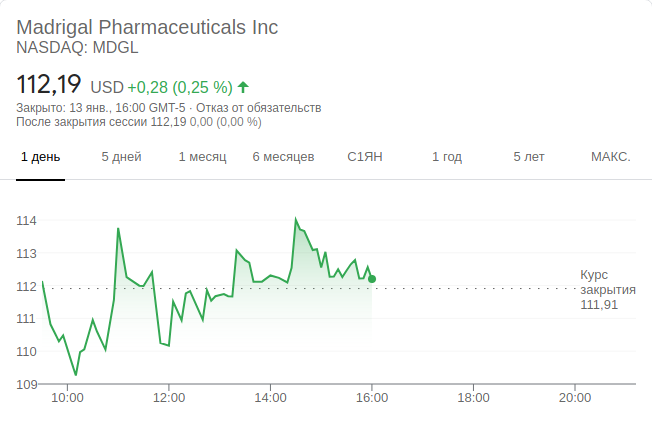 Madrigal Pharmaceuticals Inc
NASDAQ: MDGL
112,19 USD +0,28 (0,25 %)
Закрыто: 13 янв., 16:00 GMT-5 · Отказ от обязательств
После закрытия сессии 112,19 0,00 (0,00 %)
1 день 5 дней 1 месяц 6 месяцев С1ЯН 1 год 5 лет МАКС.
114
113
112
111
110
109
Курс
закрытия
111,91
10:00 12:00 14:00 16:00 18:00 20:00